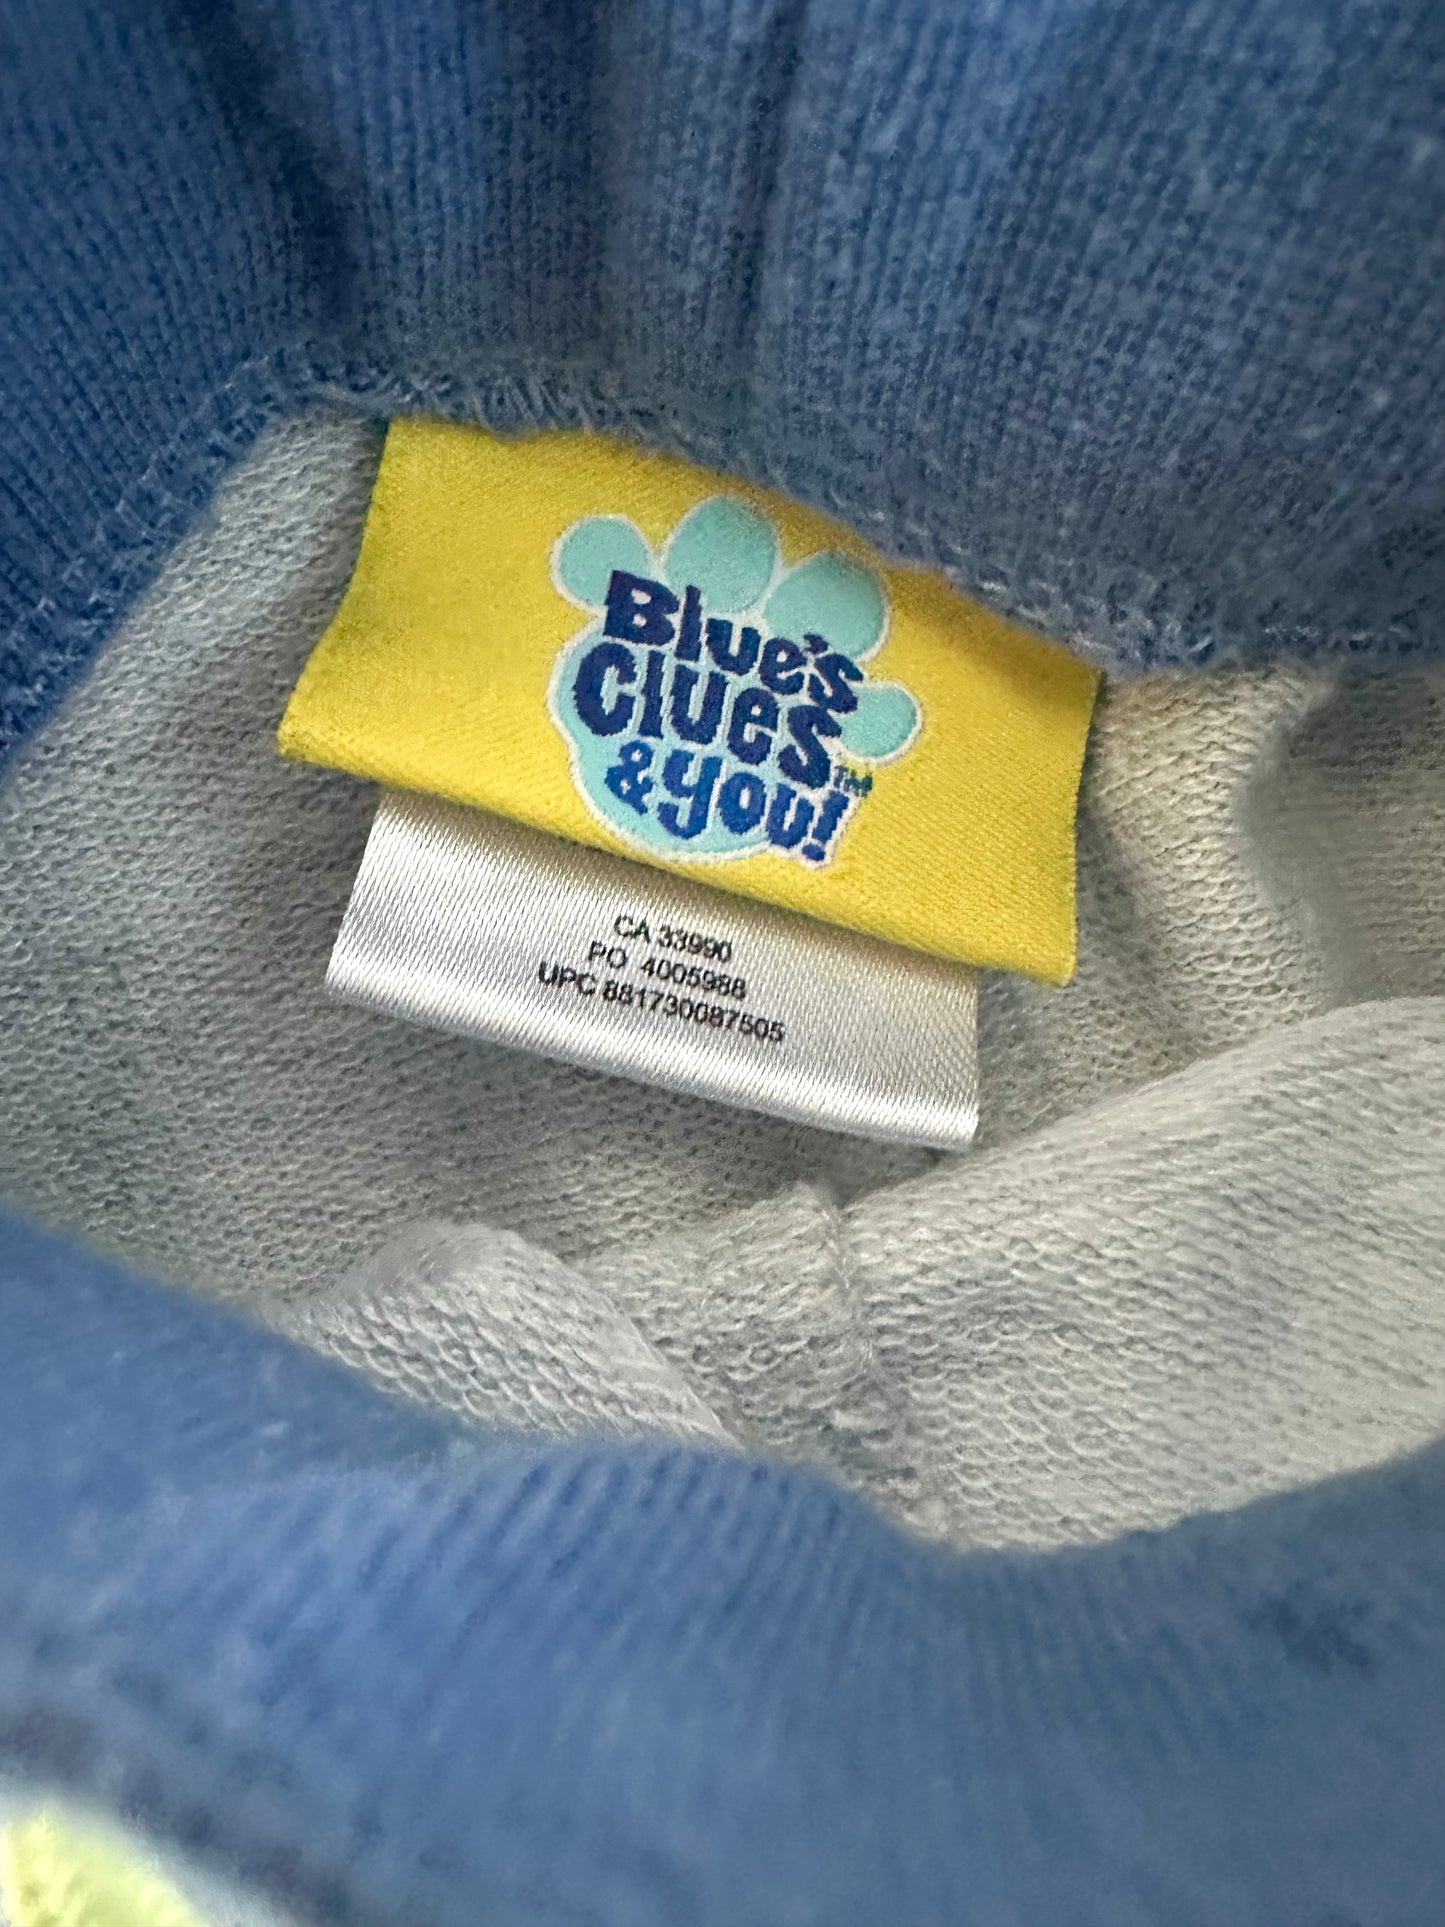 Blue's
Clues
& you!
TM
CA 33990
PO 4005988
UPC 881730087505